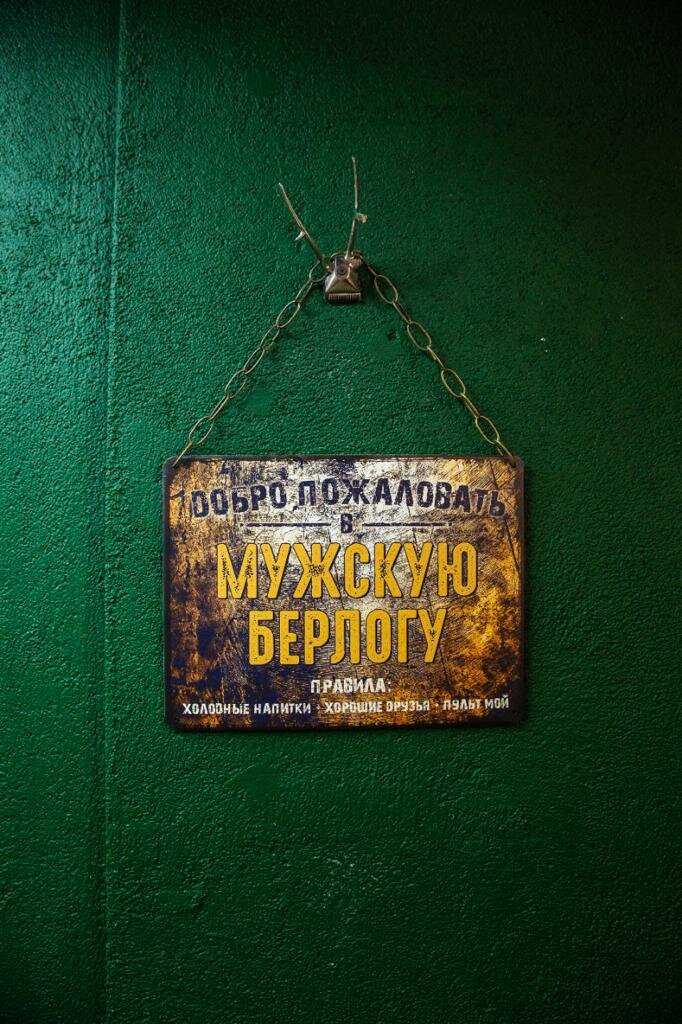 ДОБРО ПОЖАЛОВАТЬ
В
МУЖСКУЮ
БЕРЛОГУ
ПРАВИЛА:
ХОЛОДНЫЕ НАПИТКИ · ХОРОШИЕ ДРУЗЬЯ · ПУЛЬТ МОЙ